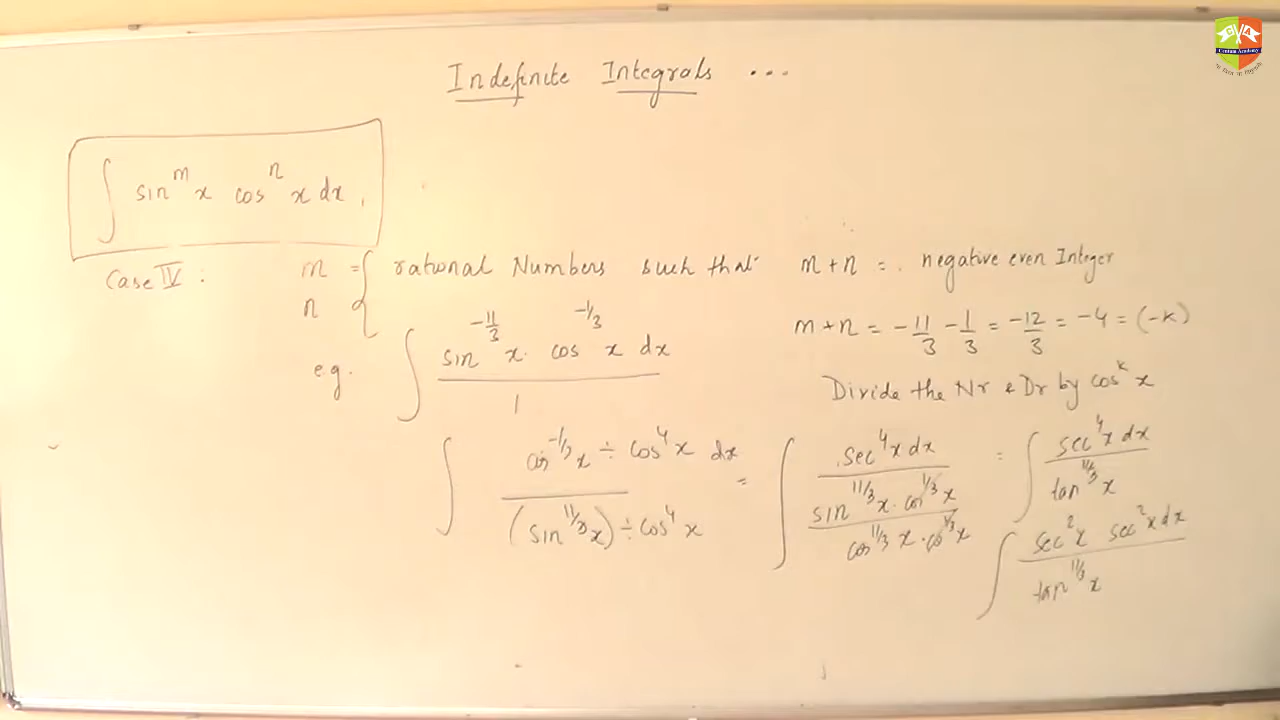 Indefinite Integrals ...
∫ sin^m x cos^n x dx,
Case IV : m n = { rational Numbers such that m+n = negative even Integer
e.g. ∫ sin^(-11/3) x · cos^(-1/3) x dx / 1
m+n = -11/3 - 1/3 = -12/3 = -4 = (-k)
Divide the Nr & Dr by cos^k x
∫ cos^(-1/3) x ÷ cos^4 x dx / (sin^(11/3) x) ÷ cos^4 x = ∫ sec^4 x dx / (sin^(11/3) x · cos^(1/3) x / cos^(11/3) x · cos^(1/3) x) = ∫ sec^4 x dx / tan^(11/3) x
∫ sec^2 x sec^2 x dx / tan^(11/3) x
Centum Academy